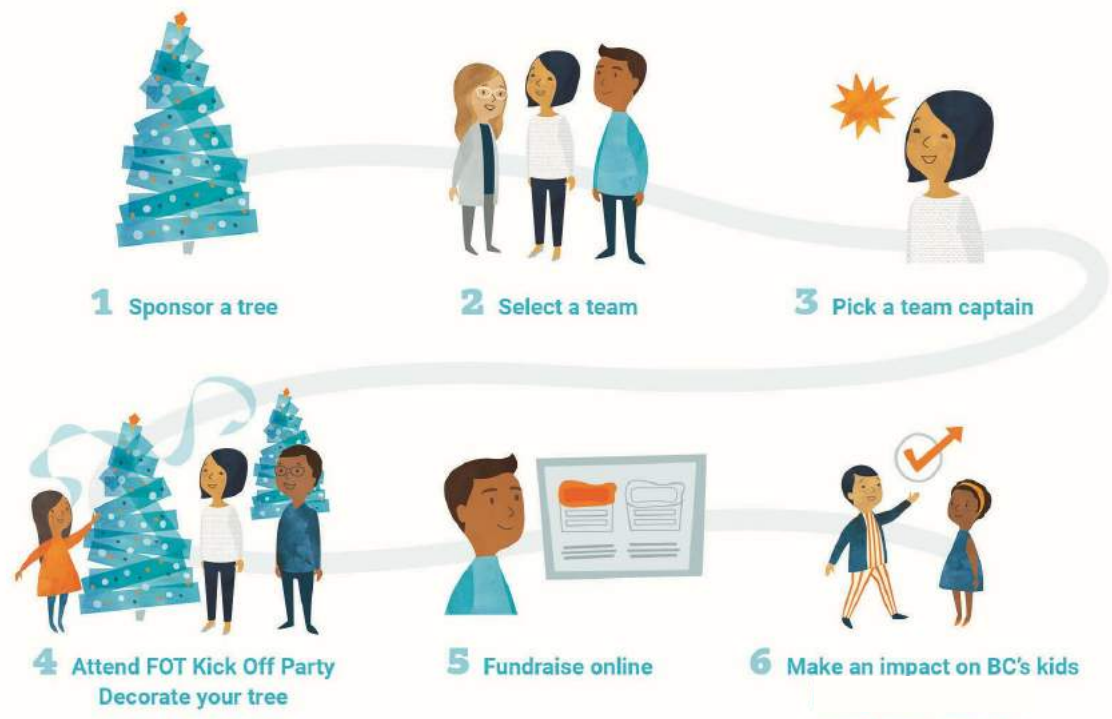 1 Sponsor a tree
2 Select a team
3 Pick a team captain
4 Attend FOT Kick Off Party
Decorate your tree
5 Fundraise online
6 Make an impact on BC's kids